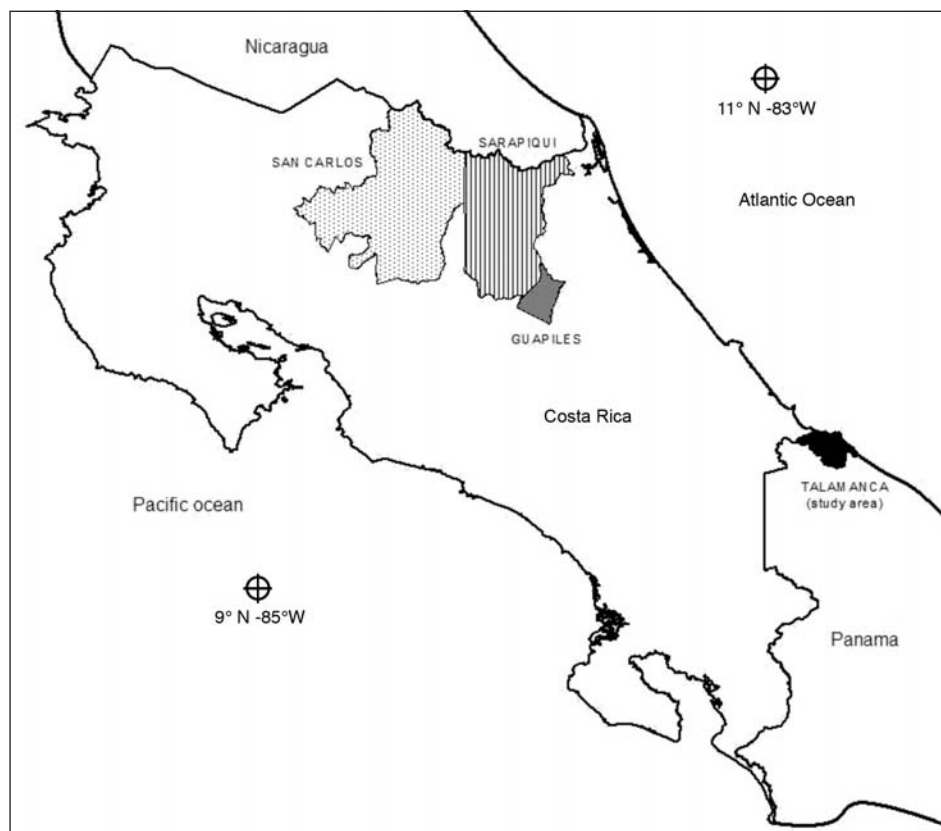 Nicaragua
11° N -83°W
SARAPIQUI
SAN CARLOS
Atlantic Ocean
GUAPILES
Costa Rica
TALAMANCA
(study area)
Pacific ocean
9° N -85°W
Panama